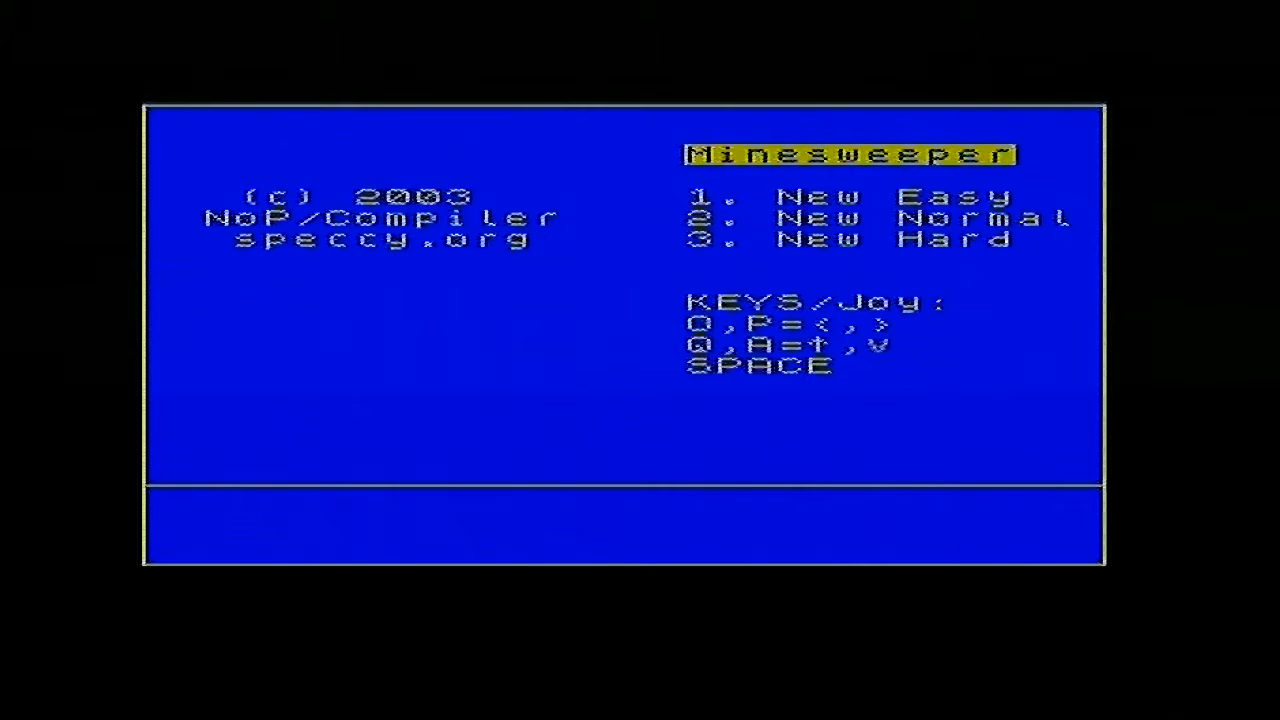 Minesweeper
(c) 2003
NoP/Compiler
speccy.org
1. New Easy
2. New Normal
3. New Hard
KEYS/Joy:
O,P=<,>
Q,A=↑,v
SPACE